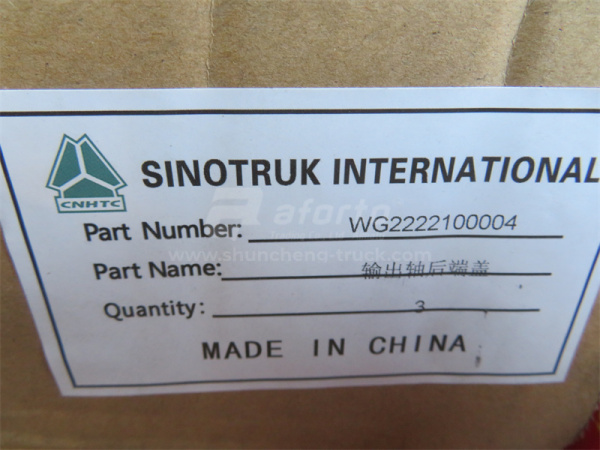 CNHTC
SINOTRUK INTERNATIONAL
Part Number: WG2222100004
Part Name: 输出轴后端盖
Quantity: 3
MADE IN CHINA
aforto
www.shuncheng-truck.com